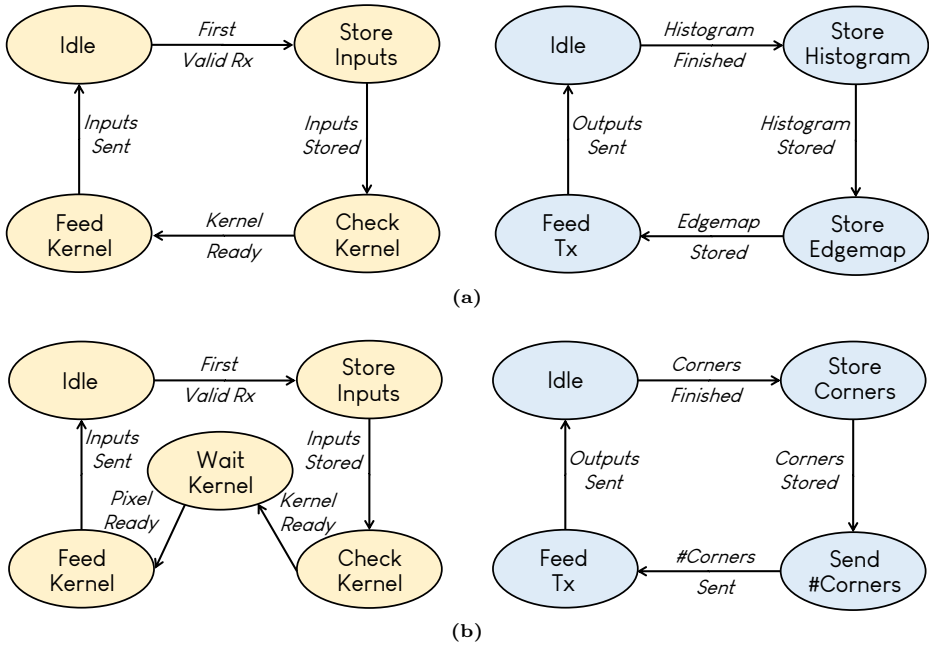 Idle
First
Valid Rx
Store
Inputs
Inputs
Sent
Inputs
Stored
Feed
Kernel
Kernel
Ready
Check
Kernel
Idle
Histogram
Finished
Store
Histogram
Outputs
Sent
Histogram
Stored
Feed
Tx
Edgemap
Stored
Store
Edgemap
(a)
Idle
First
Valid Rx
Store
Inputs
Inputs
Sent
Wait
Kernel
Inputs
Stored
Pixel
Ready
Kernel
Ready
Feed
Kernel
Check
Kernel
Idle
Corners
Finished
Store
Corners
Outputs
Sent
Corners
Stored
Feed
Tx
#Corners
Sent
Send
#Corners
(b)